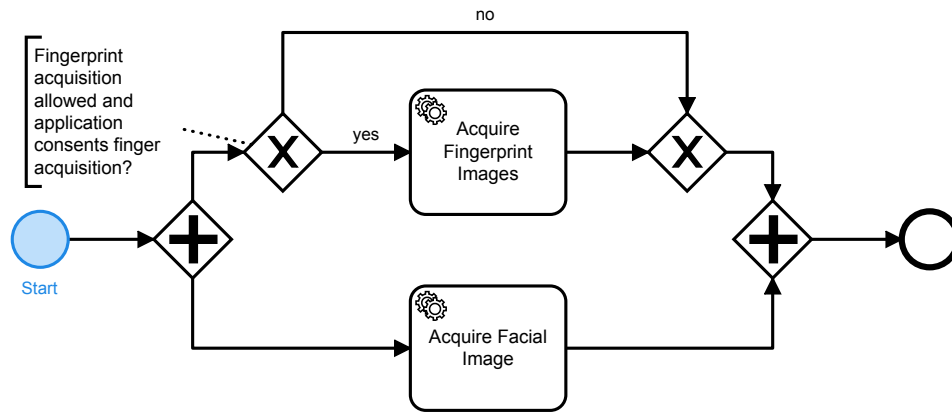 no
Fingerprint
acquisition
allowed and
application
consents finger
acquisition?
yes
Acquire
Fingerprint
Images
Start
Acquire Facial
Image